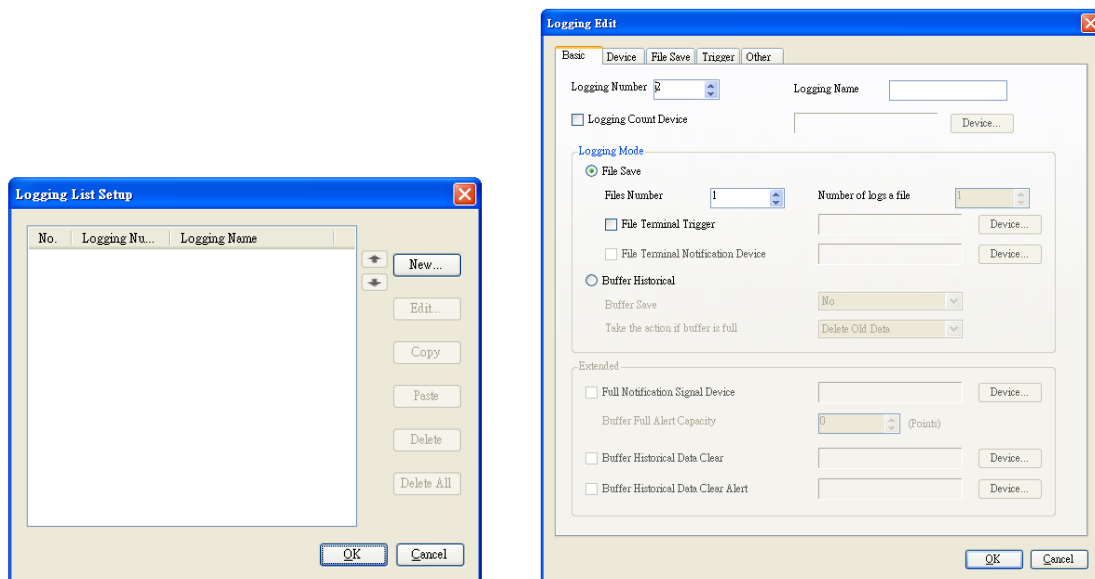 Logging List Setup
No. Logging Nu... Logging Name
New...
Edit...
Copy
Paste
Delete
Delete All
OK Cancel
Logging Edit
Basic Device File Save Trigger Other
Logging Number 2 Logging Name
Logging Count Device Device...
Logging Mode
File Save
Files Number 1 Number of logs a file 1
File Terminal Trigger Device...
File Terminal Notification Device Device...
Buffer Historical
Buffer Save No
Take the action if buffer is full Delete Old Data
Extended
Full Notification Signal Device Device...
Buffer Full Alert Capacity 0 (Points)
Buffer Historical Data Clear Device...
Buffer Historical Data Clear Alert Device...
OK Cancel